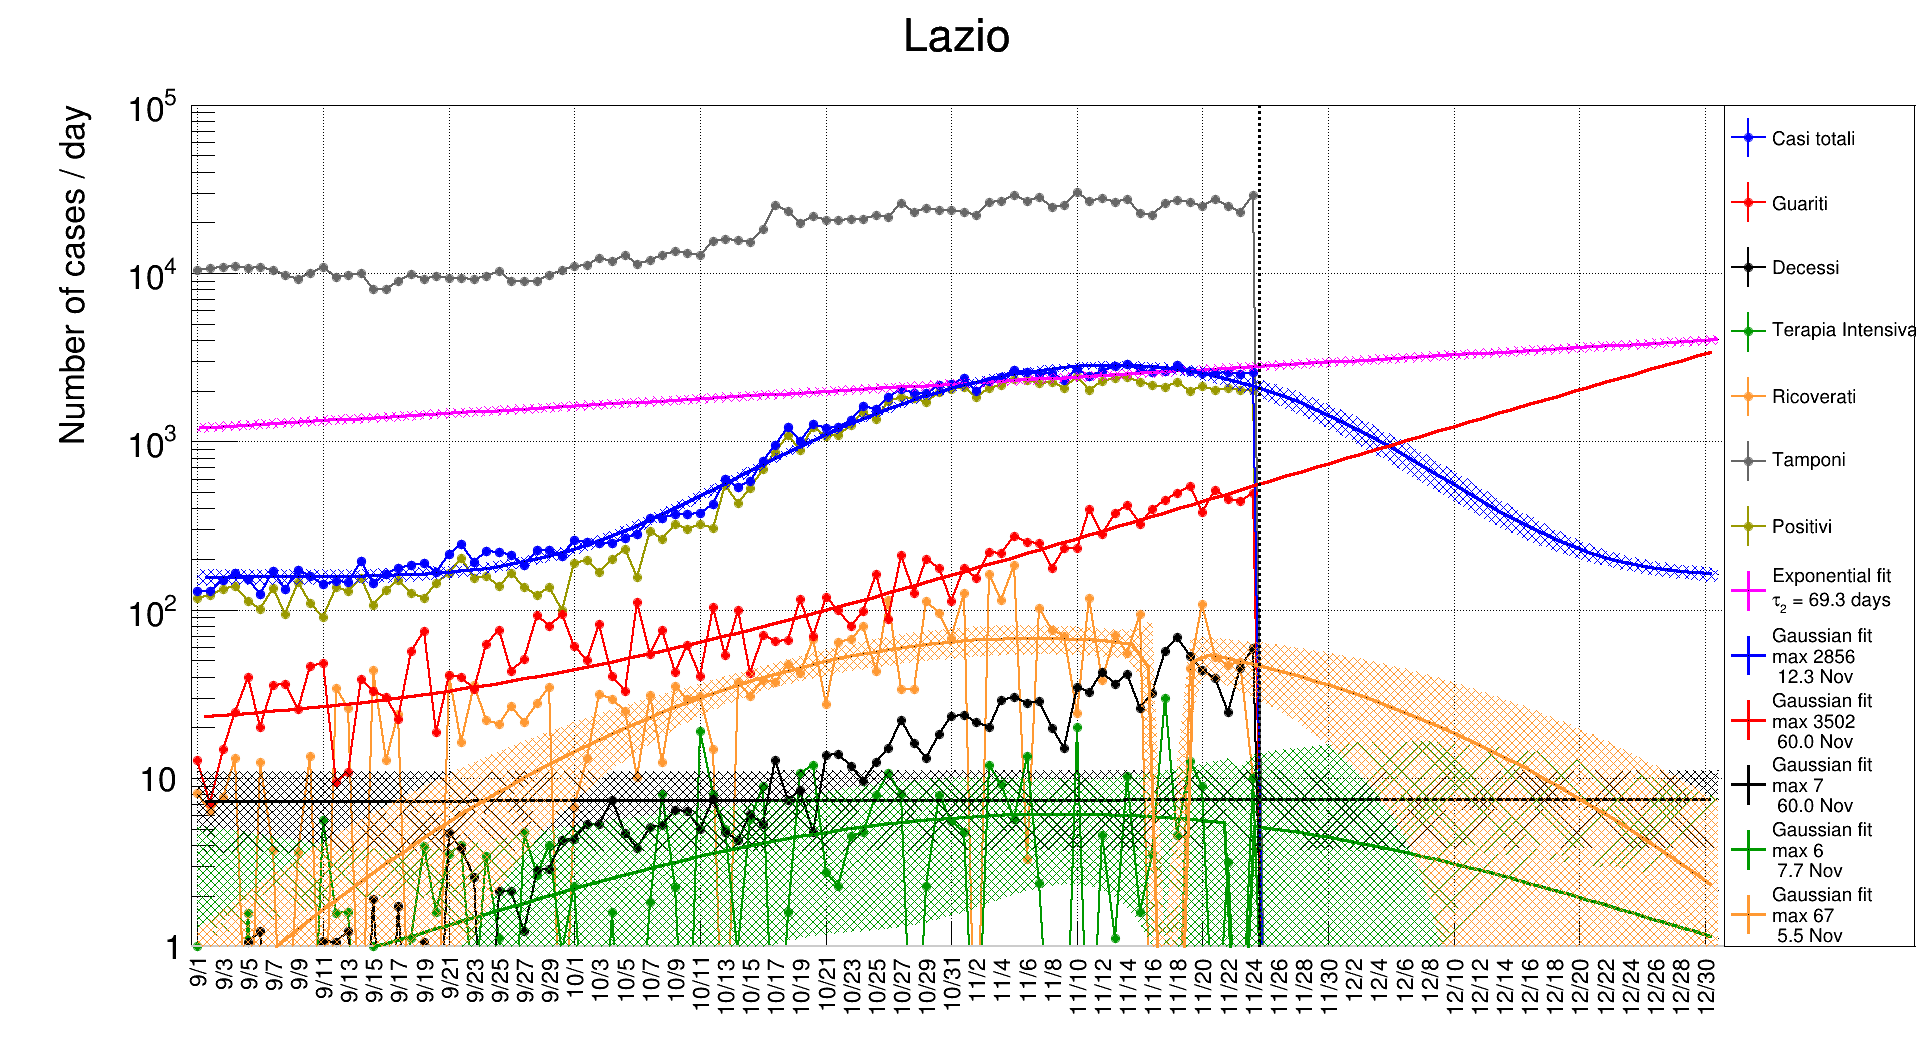 Lazio
Number of cases / day
10^5
10^4
10^3
10^2
10
1
9/1
9/3
9/5
9/7
9/9
9/11
9/13
9/15
9/17
9/19
9/21
9/23
9/25
9/27
9/29
10/1
10/3
10/5
10/7
10/9
10/11
10/13
10/15
10/17
10/19
10/21
10/23
10/25
10/27
10/29
10/31
11/2
11/4
11/6
11/8
11/10
11/12
11/14
11/16
11/18
11/20
11/22
11/24
11/26
11/28
11/30
12/2
12/4
12/6
12/8
12/10
12/12
12/14
12/16
12/18
12/20
12/22
12/24
12/26
12/28
12/30
Casi totali
Guariti
Decessi
Terapia Intensiva
Ricoverati
Tamponi
Positivi
Exponential fit
τ2 = 69.3 days
Gaussian fit
max 2856
12.3 Nov
Gaussian fit
max 3502
60.0 Nov
Gaussian fit
max 7
60.0 Nov
Gaussian fit
max 6
7.7 Nov
Gaussian fit
max 67
5.5 Nov